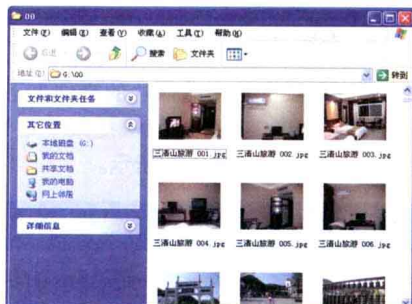 00
文件(F) 编辑(E) 查看(V) 收藏(A) 工具(T) 帮助(H)
后退 搜索 文件夹
地址(D) G:\00 转到
文件和文件夹任务
其它位置
本地磁盘 (G:)
我的文档
共享文档
我的电脑
网上邻居
详细信息
三清山旅游 001.jpg 三清山旅游 002.jpg 三清山旅游 003.jpg
三清山旅游 004.jpg 三清山旅游 005.jpg 三清山旅游 006.jpg